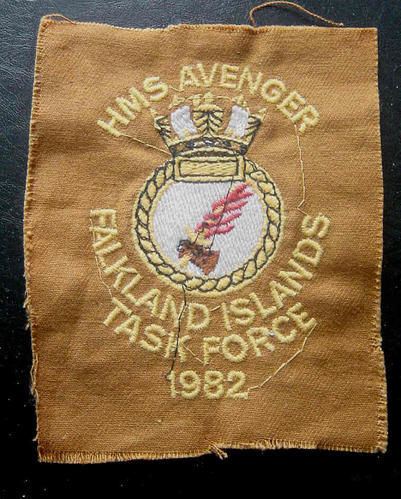 HMS AVENGER
FALKLAND ISLANDS
TASK FORCE
1982